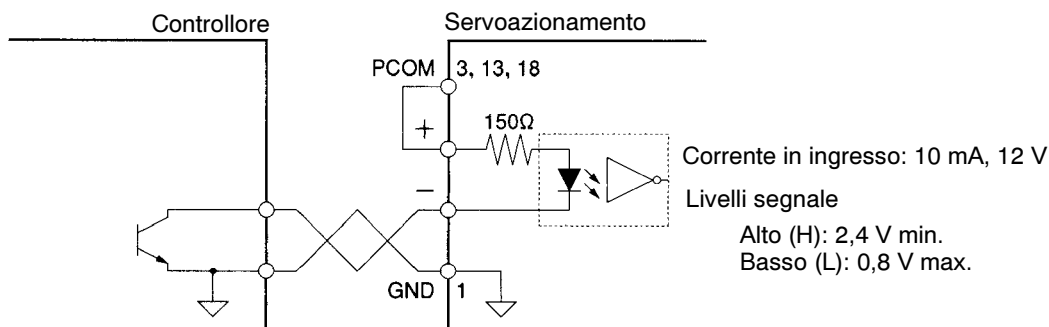 Controllore
Servoazionamento
PCOM 3, 13, 18
+
150Ω
Corrente in ingresso: 10 mA, 12 V
−
Livelli segnale
Alto (H): 2,4 V min.
Basso (L): 0,8 V max.
GND 1